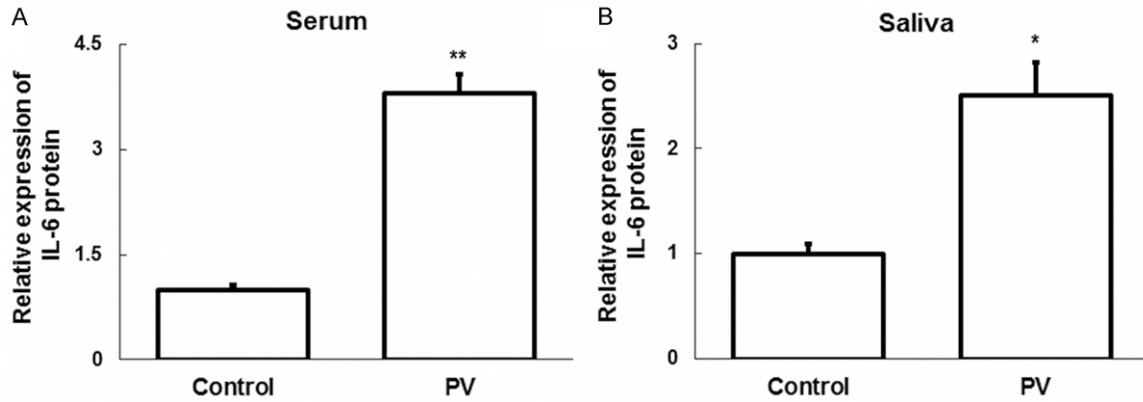 A
Serum
Relative expression of
IL-6 protein
4.5
3
1.5
0
**
Control
PV
B
Saliva
Relative expression of
IL-6 protein
3
2
1
0
*
Control
PV